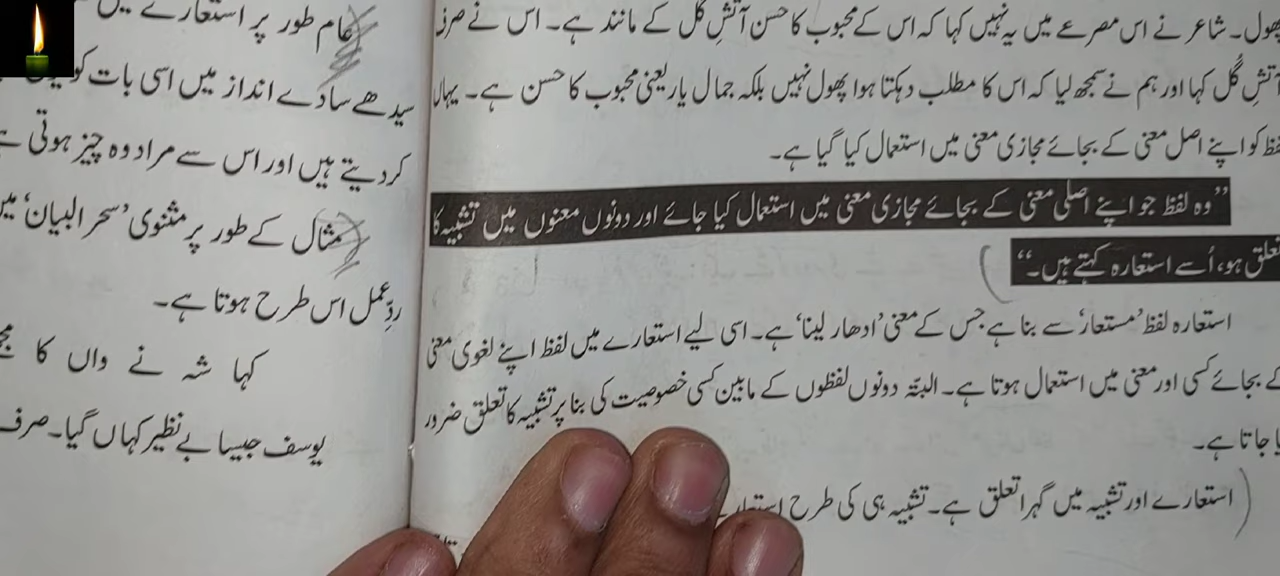 پھول۔ شاعر نے اس مصرعے میں یہ نہیں کہا کہ اس کے محبوب کا حسن آتشِ گل کے مانند ہے۔ اس نے صرف
آتشِ گل کہا اور ہم نے سمجھ لیا کہ اس کا مطلب دہکتا ہوا پھول نہیں بلکہ جمال یار یعنی محبوب کا حسن ہے۔ یہاں
لفظ کو اپنے اصل معنی کے بجائے مجازی معنی میں استعمال کیا گیا ہے۔
”وہ لفظ جو اپنے اصلی معنی کے بجائے مجازی معنی میں استعمال کیا جائے اور دونوں معنوں میں تشبیہ کا
تعلق ہو، اُسے استعارہ کہتے ہیں۔“
استعارہ لفظ ’مستعار‘ سے بنا ہے جس کے معنی ’ادھار لینا‘ ہے۔ اسی لیے استعارے میں لفظ اپنے لغوی معنی
کے بجائے کسی اور معنی میں استعمال ہوتا ہے۔ البتّہ دونوں لفظوں کے مابین کسی خصوصیت کی بنا پر تشبیہ کا تعلق ضرور
جاتا ہے۔
استعارے اور تشبیہ میں گہرا تعلق ہے۔ تشبیہ ہی کی طرح
عام طور پر استعارے میں
سیدھے سادے انداز میں اسی بات کو
کردیتے ہیں اور اس سے مراد وہ چیز ہوتی
مثال کے طور پر مثنوی ’سحر البیان‘ میں
ردِّعمل اس طرح ہوتا ہے۔
کہا شہ نے واں کا
یوسف جیسا بے نظیر کہاں گیا۔ صرف